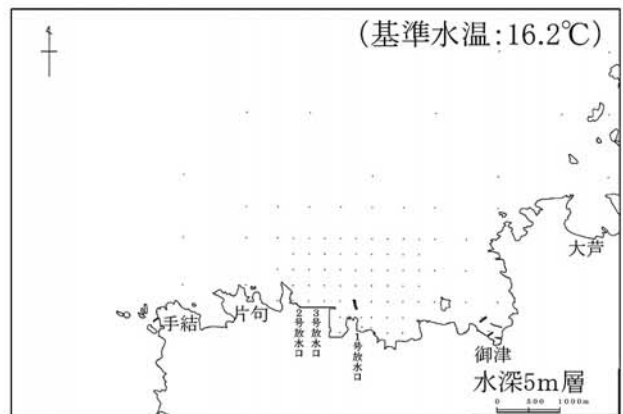 (基準水温:16.2℃)
大芦
手結
片句
2号放水口
3号放水口
1号放水口
御津
水深5m層
0 500 1000m